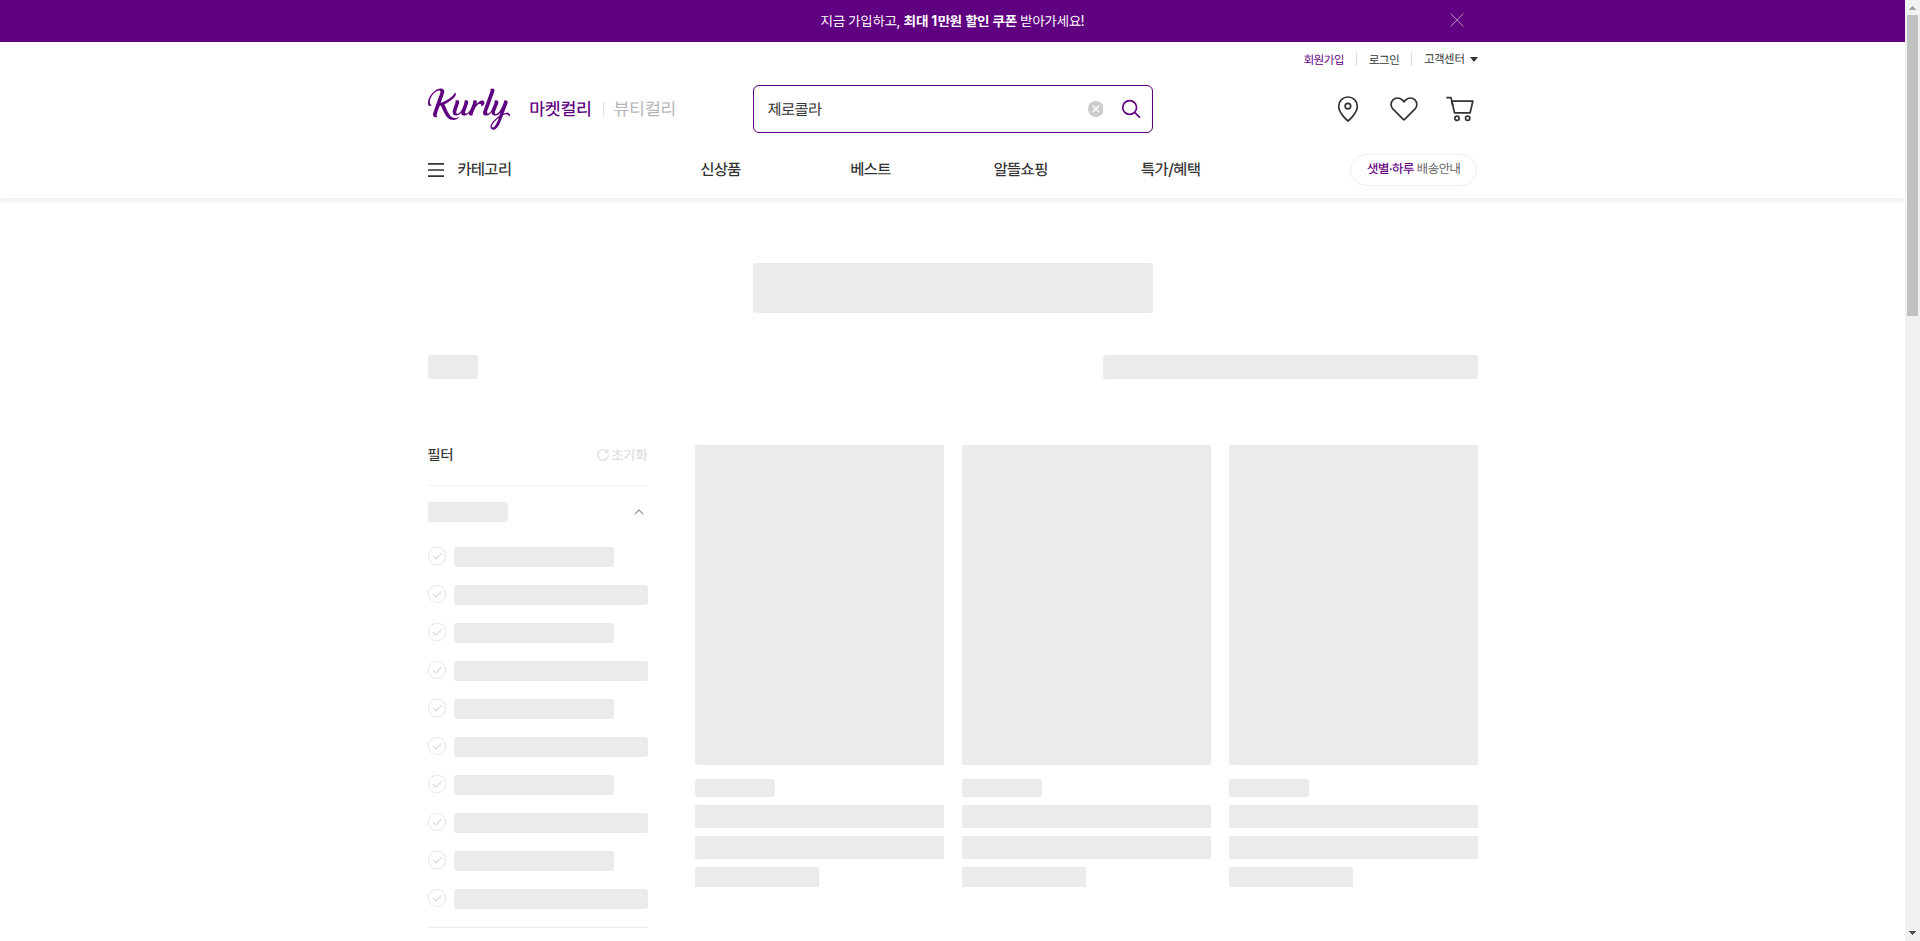 지금 가입하고, 최대 1만원 할인 쿠폰 받아가세요!
회원가입 로그인 고객센터
Kurly 마켓컬리 뷰티컬리 제로콜라
카테고리 신상품 베스트 알뜰쇼핑 특가/혜택 샛별·하루 배송안내
필터 초기화